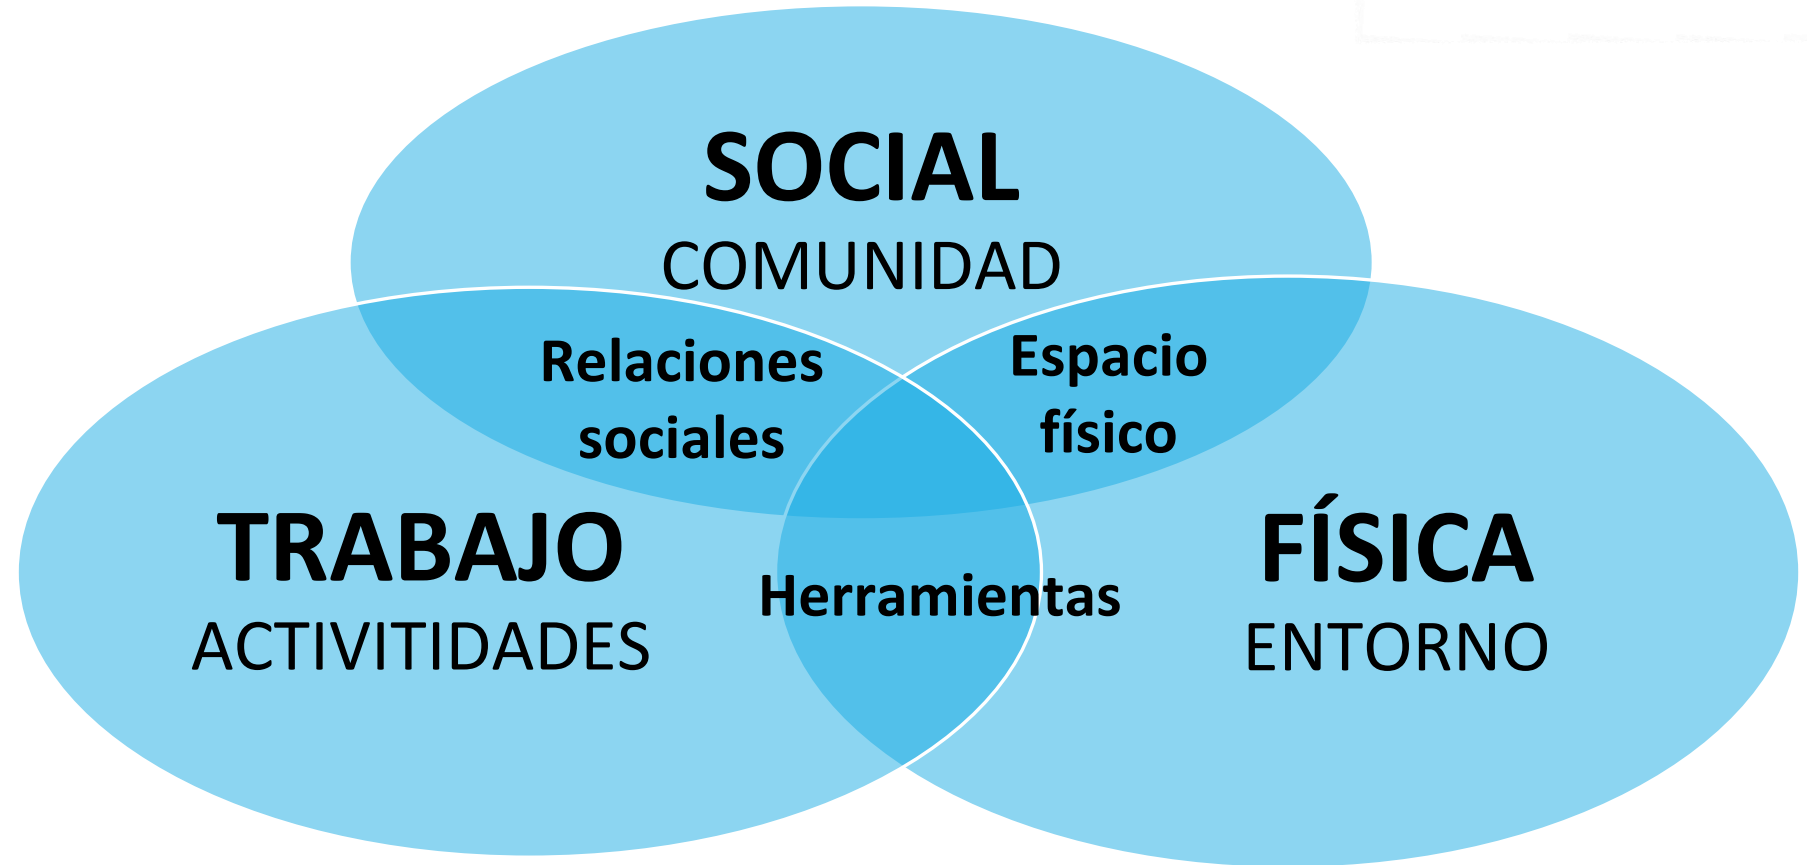 SOCIAL
COMUNIDAD
Relaciones
sociales
Espacio
físico
TRABAJO
ACTIVITIDADES
Herramientas
FÍSICA
ENTORNO